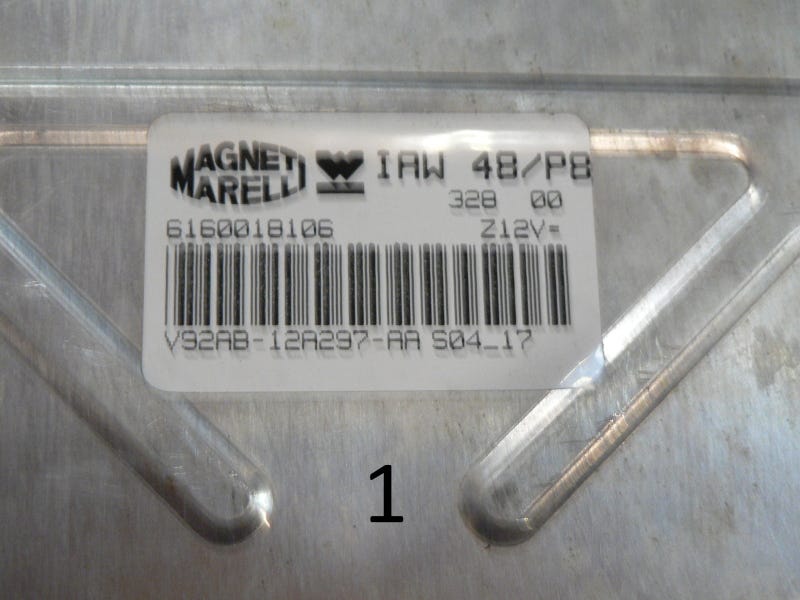 MAGNETI MARELLI W IAW 48/P8
328 00
6160018106 Z12V=
V92AB-12A297-AA S04_17
1